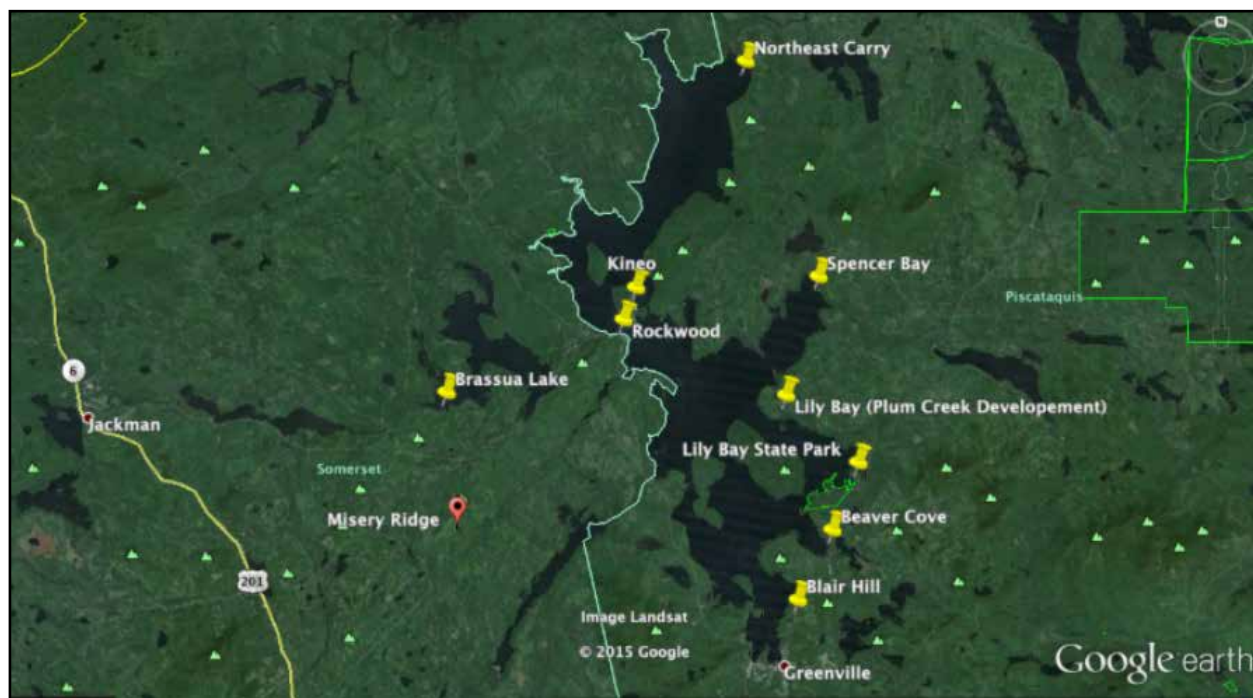 Northeast Carry
Kineo
Spencer Bay
Piscataquis
Rockwood
6
Brassua Lake
Lily Bay (Plum Creek Developement)
Jackman
Lily Bay State Park
Somerset
Misery Ridge
Beaver Cove
201
Blair Hill
Image Landsat
© 2015 Google
Greenville
Google earth